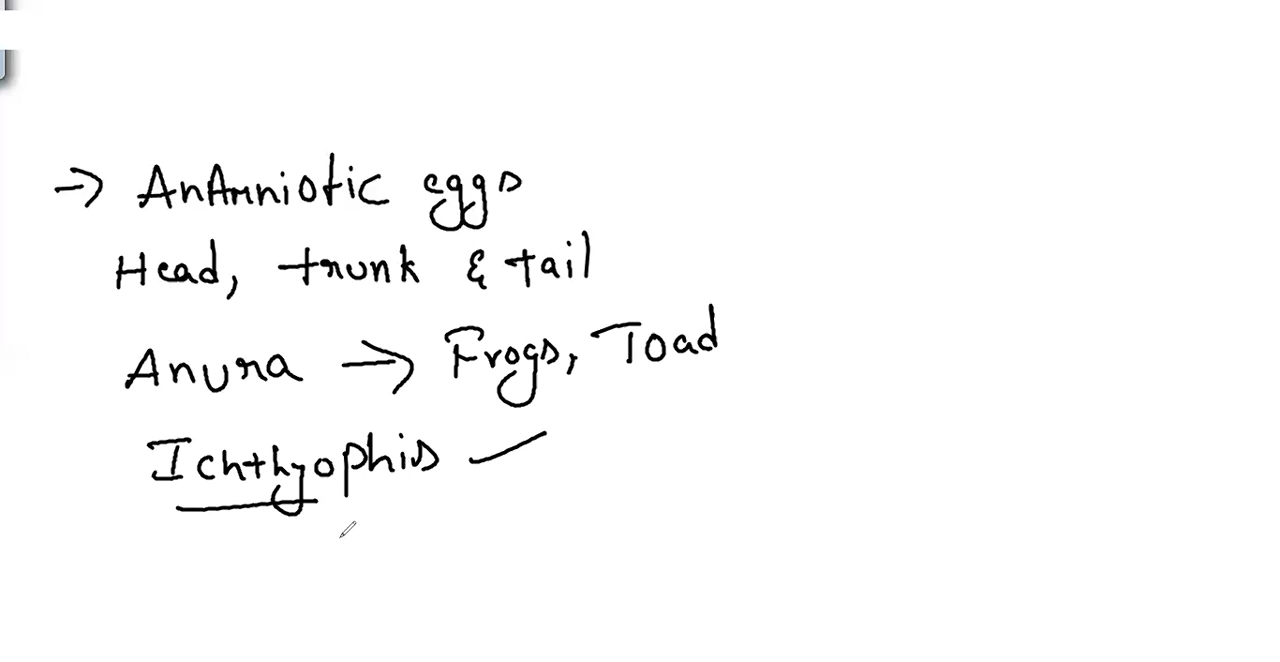 → AnAmniotic eggs
Head, trunk & tail
Anura → Frogs, Toad
Ichthyophis